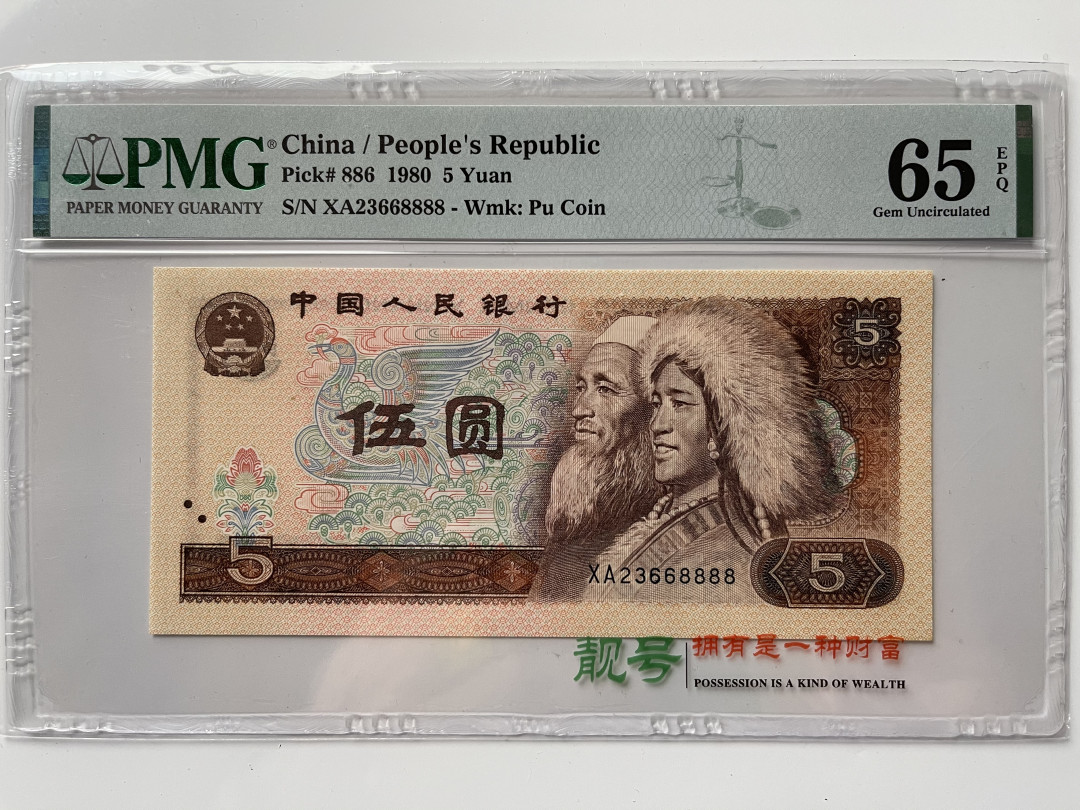 PMG®
PAPER MONEY GUARANTY
China / People's Republic
Pick# 886 1980 5 Yuan
S/N XA23668888 - Wmk: Pu Coin
65 EPQ
Gem Uncirculated
中国人民银行
5
伍圆
5
XA23668888
5
靓号
拥有是一种财富
POSSESSION IS A KIND OF WEALTH